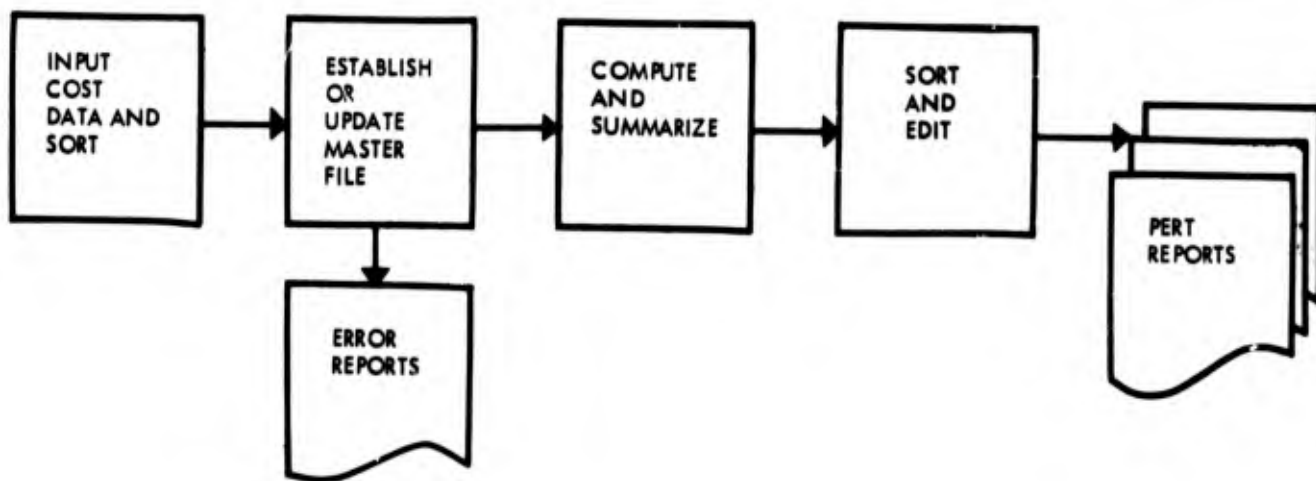 INPUT
COST
DATA AND
SORT
ESTABLISH
OR
UPDATE
MASTER
FILE
COMPUTE
AND
SUMMARIZE
SORT
AND
EDIT
PERT
REPORTS
ERROR
REPORTS